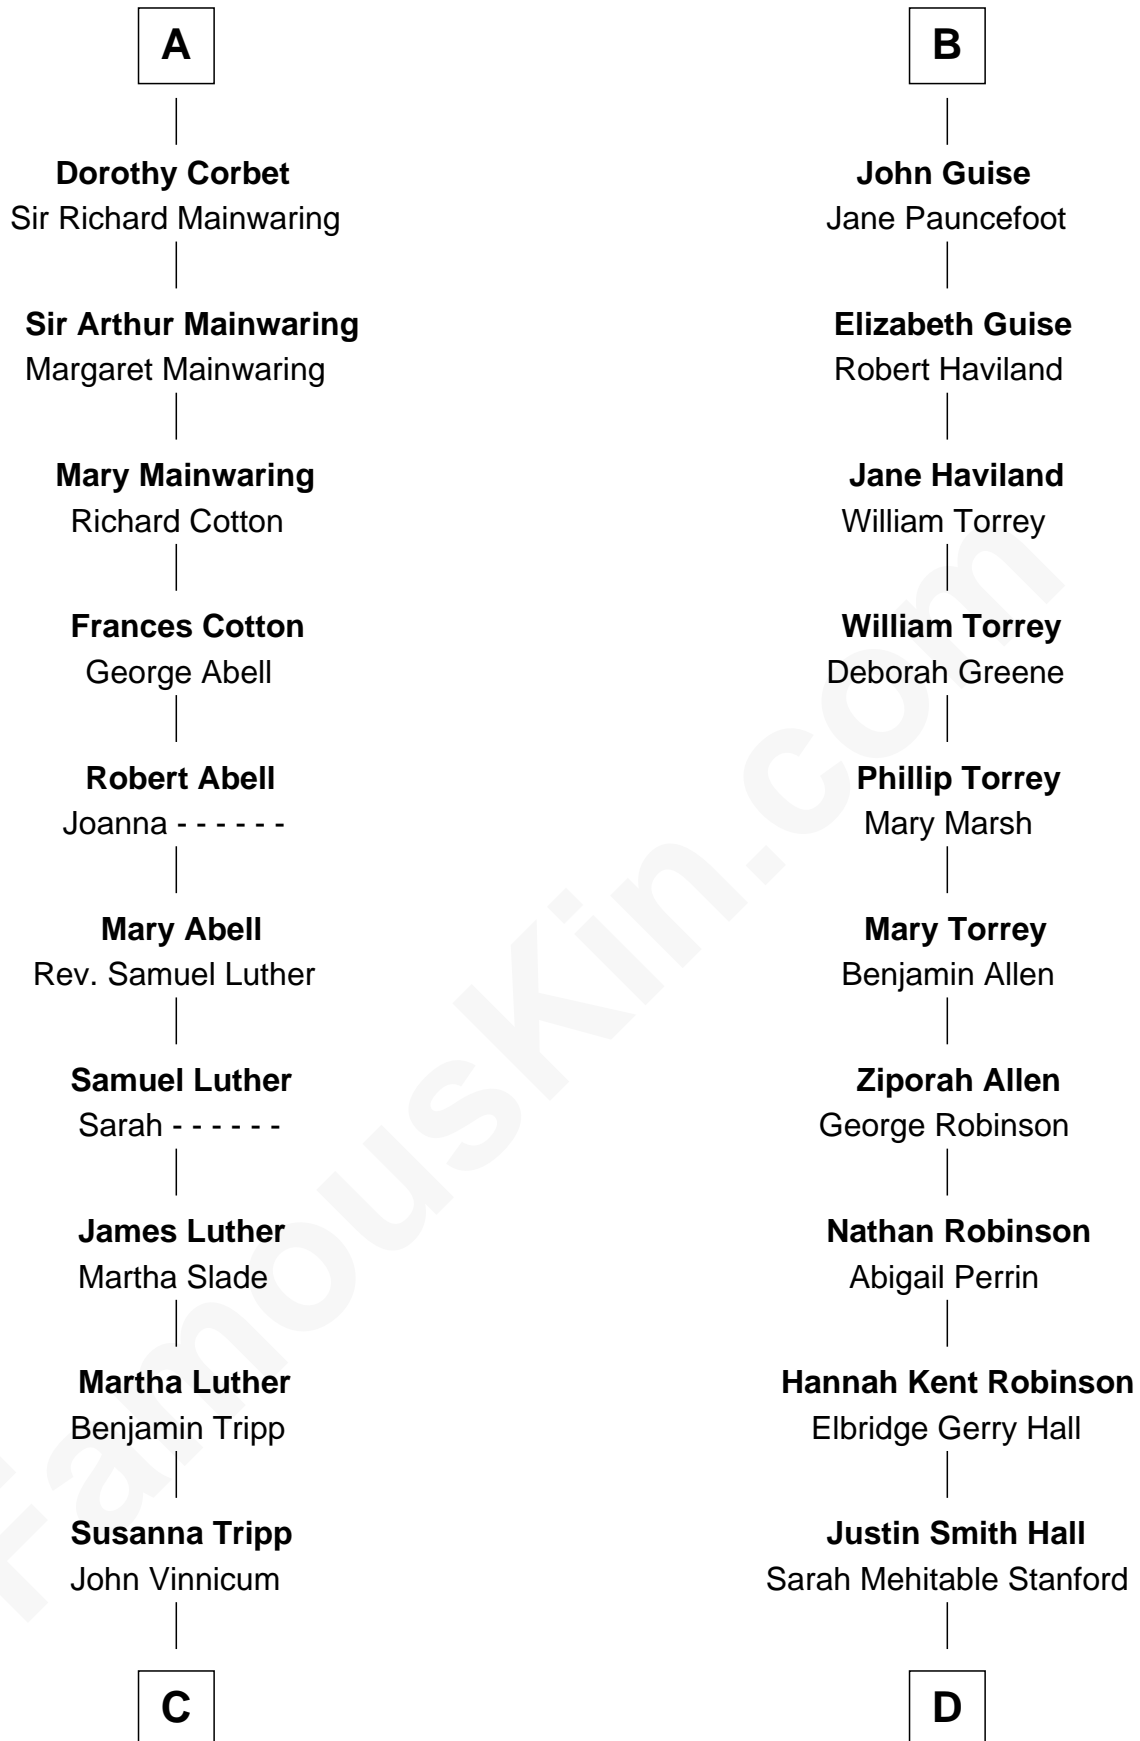 A
Dorothy Corbet
Sir Richard Mainwaring
Sir Arthur Mainwaring
Margaret Mainwaring
Mary Mainwaring
Richard Cotton
Frances Cotton
George Abell
Robert Abell
Joanna - - - - - -
Mary Abell
Rev. Samuel Luther
Samuel Luther
Sarah - - - - - -
James Luther
Martha Slade
Martha Luther
Benjamin Tripp
Susanna Tripp
John Vinnicum
C
B
John Guise
Jane Pauncefoot
Elizabeth Guise
Robert Haviland
Jane Haviland
William Torrey
William Torrey
Deborah Greene
Phillip Torrey
Mary Marsh
Mary Torrey
Benjamin Allen
Ziporah Allen
George Robinson
Nathan Robinson
Abigail Perrin
Hannah Kent Robinson
Elbridge Gerry Hall
Justin Smith Hall
Sarah Mehitable Stanford
D
FamousKin.com